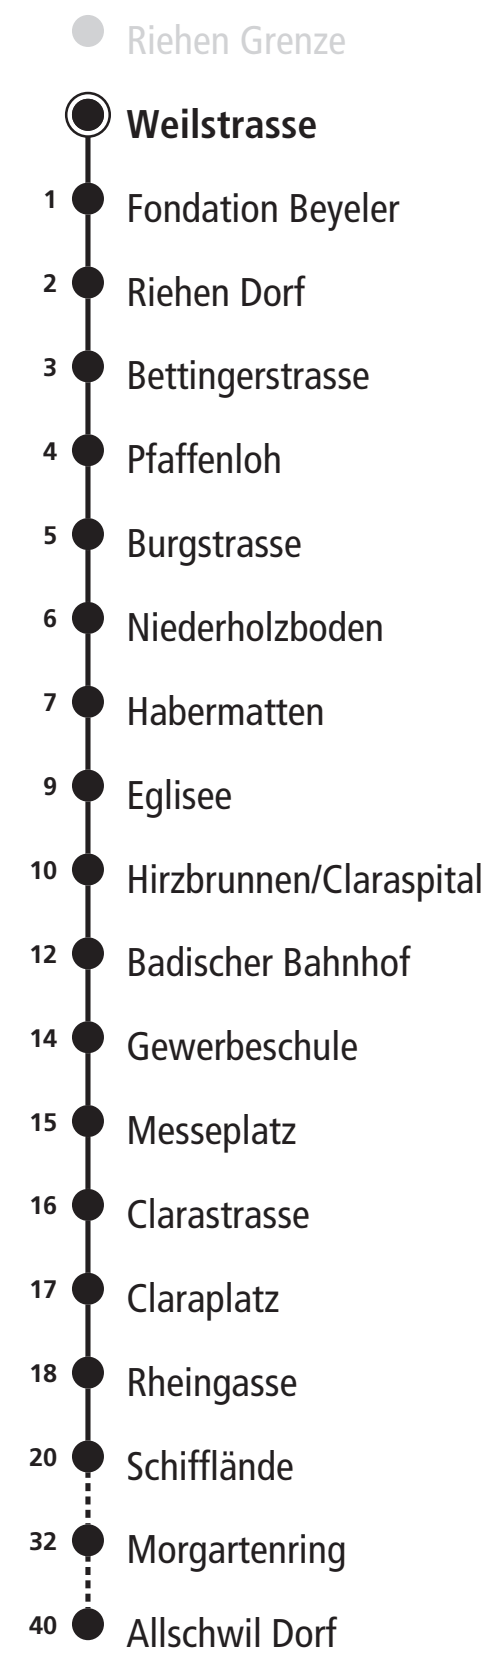 Riehen Grenze
Weilstrasse
1 Fondation Beyeler
2 Riehen Dorf
3 Bettingerstrasse
4 Pfaffenloh
5 Burgstrasse
6 Niederholzboden
7 Habermatten
9 Eglisee
10 Hirzbrunnen/Claraspital
12 Badischer Bahnhof
14 Gewerbeschule
15 Messeplatz
16 Clarastrasse
17 Claraplatz
18 Rheingasse
20 Schifflände
32 Morgartenring
40 Allschwil Dorf